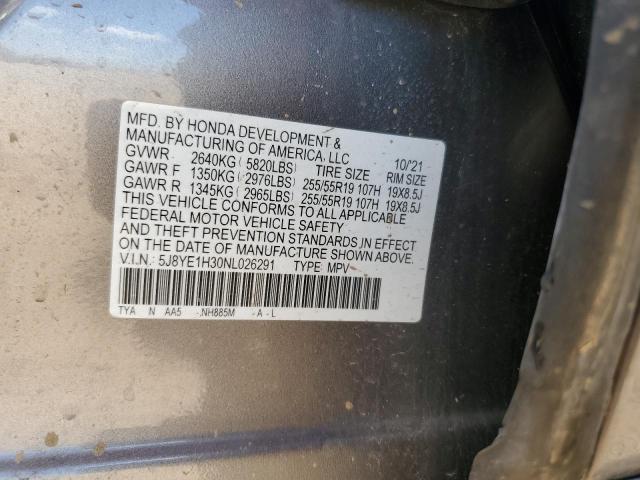 MFD. BY HONDA DEVELOPMENT &
MANUFACTURING OF AMERICA, LLC 10/'21
GVWR 2640KG (5820LBS) TIRE SIZE RIM SIZE
GAWR F 1350KG (2976LBS) 255/55R19 107H 19X8.5J
GAWR R 1345KG (2965LBS) 255/55R19 107H 19X8.5J
THIS VEHICLE CONFORMS TO ALL APPLICABLE
FEDERAL MOTOR VEHICLE SAFETY
AND THEFT PREVENTION STANDARDS IN EFFECT
ON THE DATE OF MANUFACTURE SHOWN ABOVE.
V.I.N.: 5J8YE1H30NL026291 TYPE MPV
TYA N AA5 -.NH885M -A-L